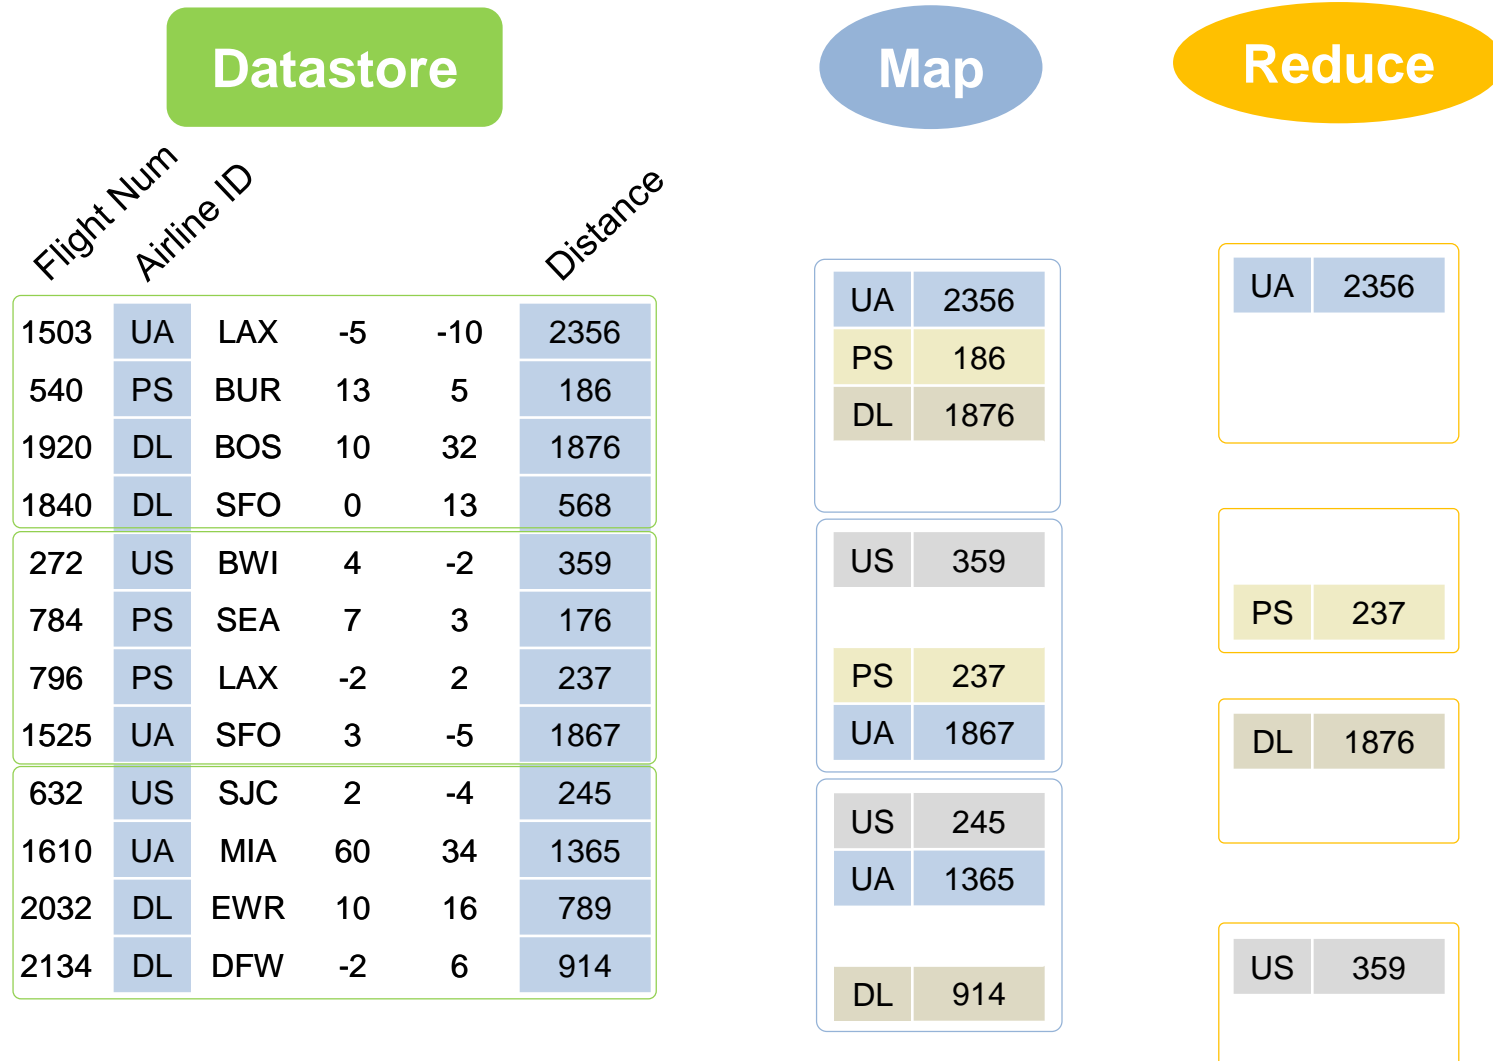 Datastore
Map
Reduce
Flight Num
Airline ID
Distance
1503 UA LAX -5 -10 2356
540 PS BUR 13 5 186
1920 DL BOS 10 32 1876
1840 DL SFO 0 13 568
272 US BWI 4 -2 359
784 PS SEA 7 3 176
796 PS LAX -2 2 237
1525 UA SFO 3 -5 1867
632 US SJC 2 -4 245
1610 UA MIA 60 34 1365
2032 DL EWR 10 16 789
2134 DL DFW -2 6 914
UA 2356
PS 186
DL 1876
US 359
PS 237
UA 1867
US 245
UA 1365
DL 914
UA 2356
PS 237
DL 1876
US 359